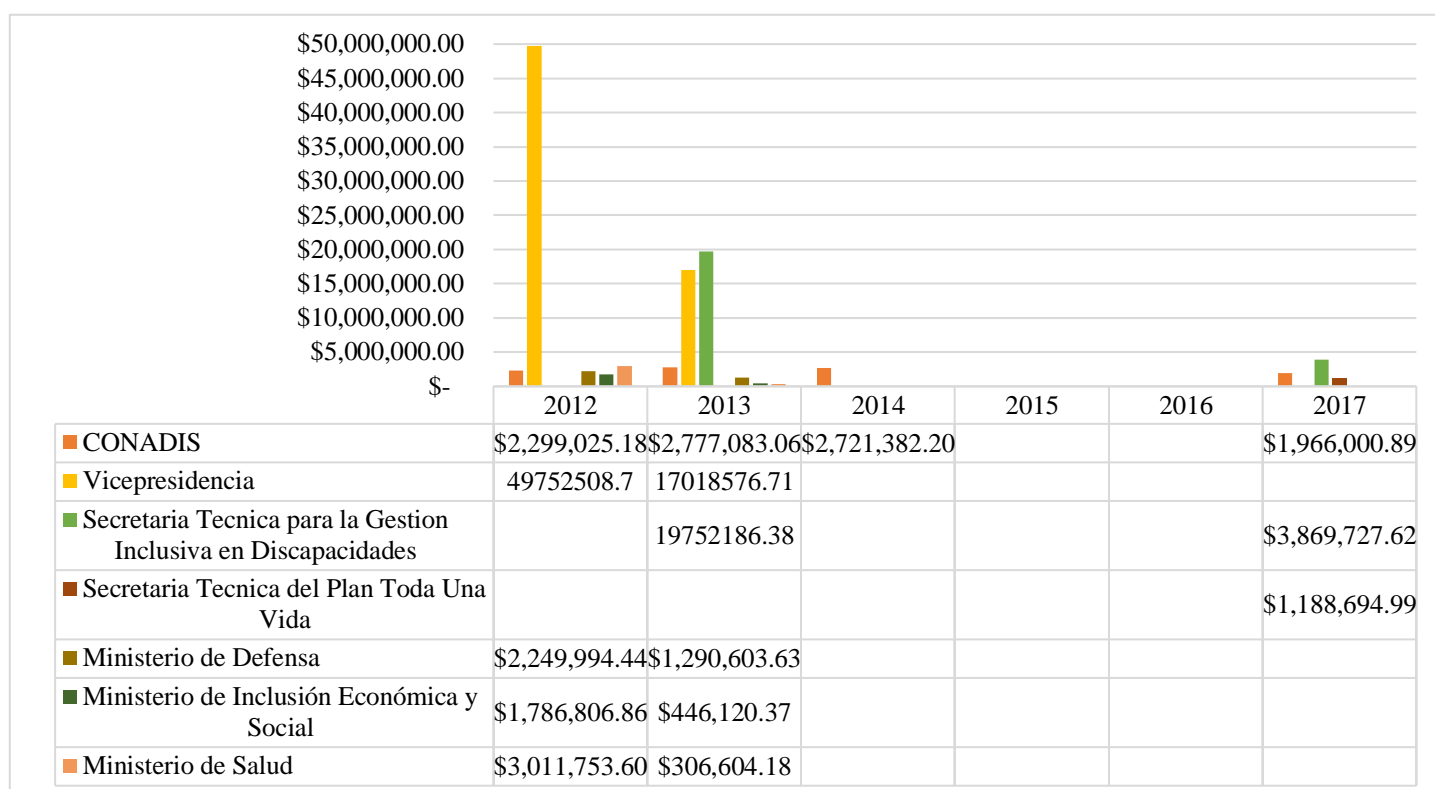 $50,000,000.00
$45,000,000.00
$40,000,000.00
$35,000,000.00
$30,000,000.00
$25,000,000.00
$20,000,000.00
$15,000,000.00
$10,000,000.00
$5,000,000.00
$-
2012 2013 2014 2015 2016 2017
CONADIS $2,299,025.18 $2,777,083.06 $2,721,382.20 $1,966,000.89
Vicepresidencia 49752508.7 17018576.71
Secretaria Tecnica para la Gestion
Inclusiva en Discapacidades 19752186.38 $3,869,727.62
Secretaria Tecnica del Plan Toda Una
Vida $1,188,694.99
Ministerio de Defensa $2,249,994.44 $1,290,603.63
Ministerio de Inclusión Económica y
Social $1,786,806.86 $446,120.37
Ministerio de Salud $3,011,753.60 $306,604.18